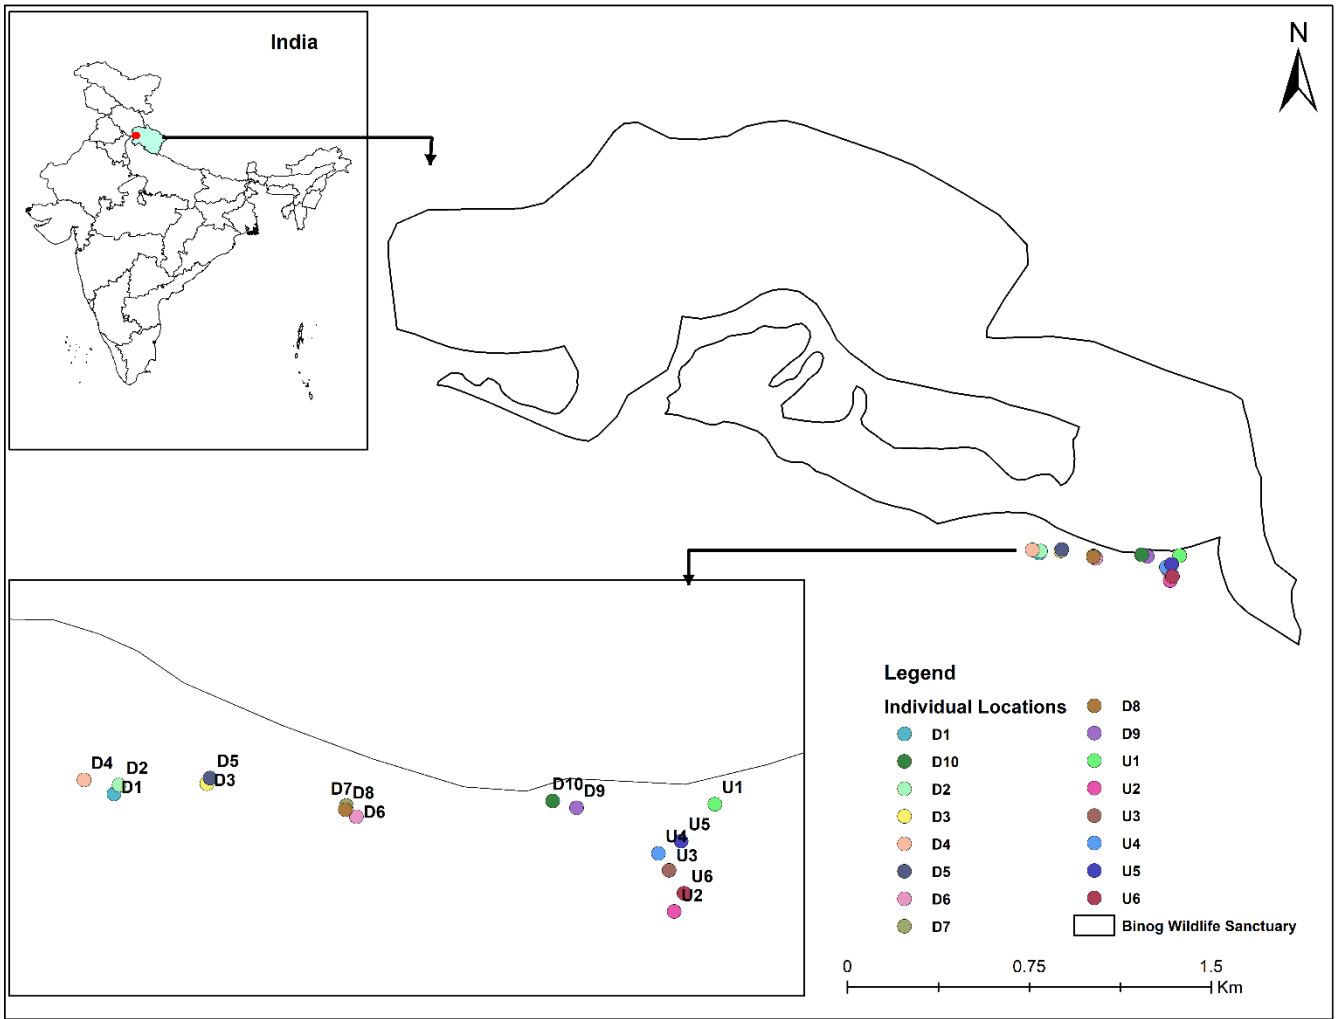 India
N
D4
D2
D1
D5
D3
D7
D8
D6
D10
D9
U1
U5
U4
U3
U6
U2
Legend
Individual Locations
D1
D10
D2
D3
D4
D5
D6
D7
D8
D9
U1
U2
U3
U4
U5
U6
Binog Wildlife Sanctuary
0 0.75 1.5
Km